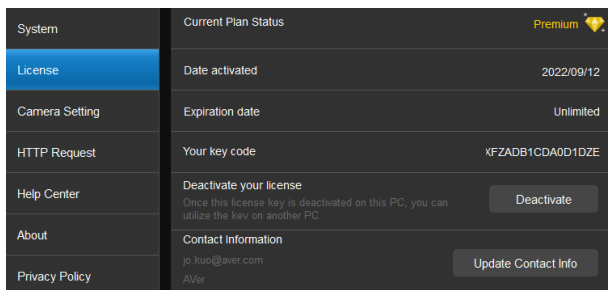 System
License
Camera Setting
HTTP Request
Help Center
About
Privacy Policy
Current Plan Status
Premium
Date activated
2022/09/12
Expiration date
Unlimited
Your key code
XFZADB1CDA0D1DZE
Deactivate your license
Once this license key is deactivated on this PC, you can
utilize the key on another PC.
Deactivate
Contact Information
jo.kuo@aver.com
AVer
Update Contact Info